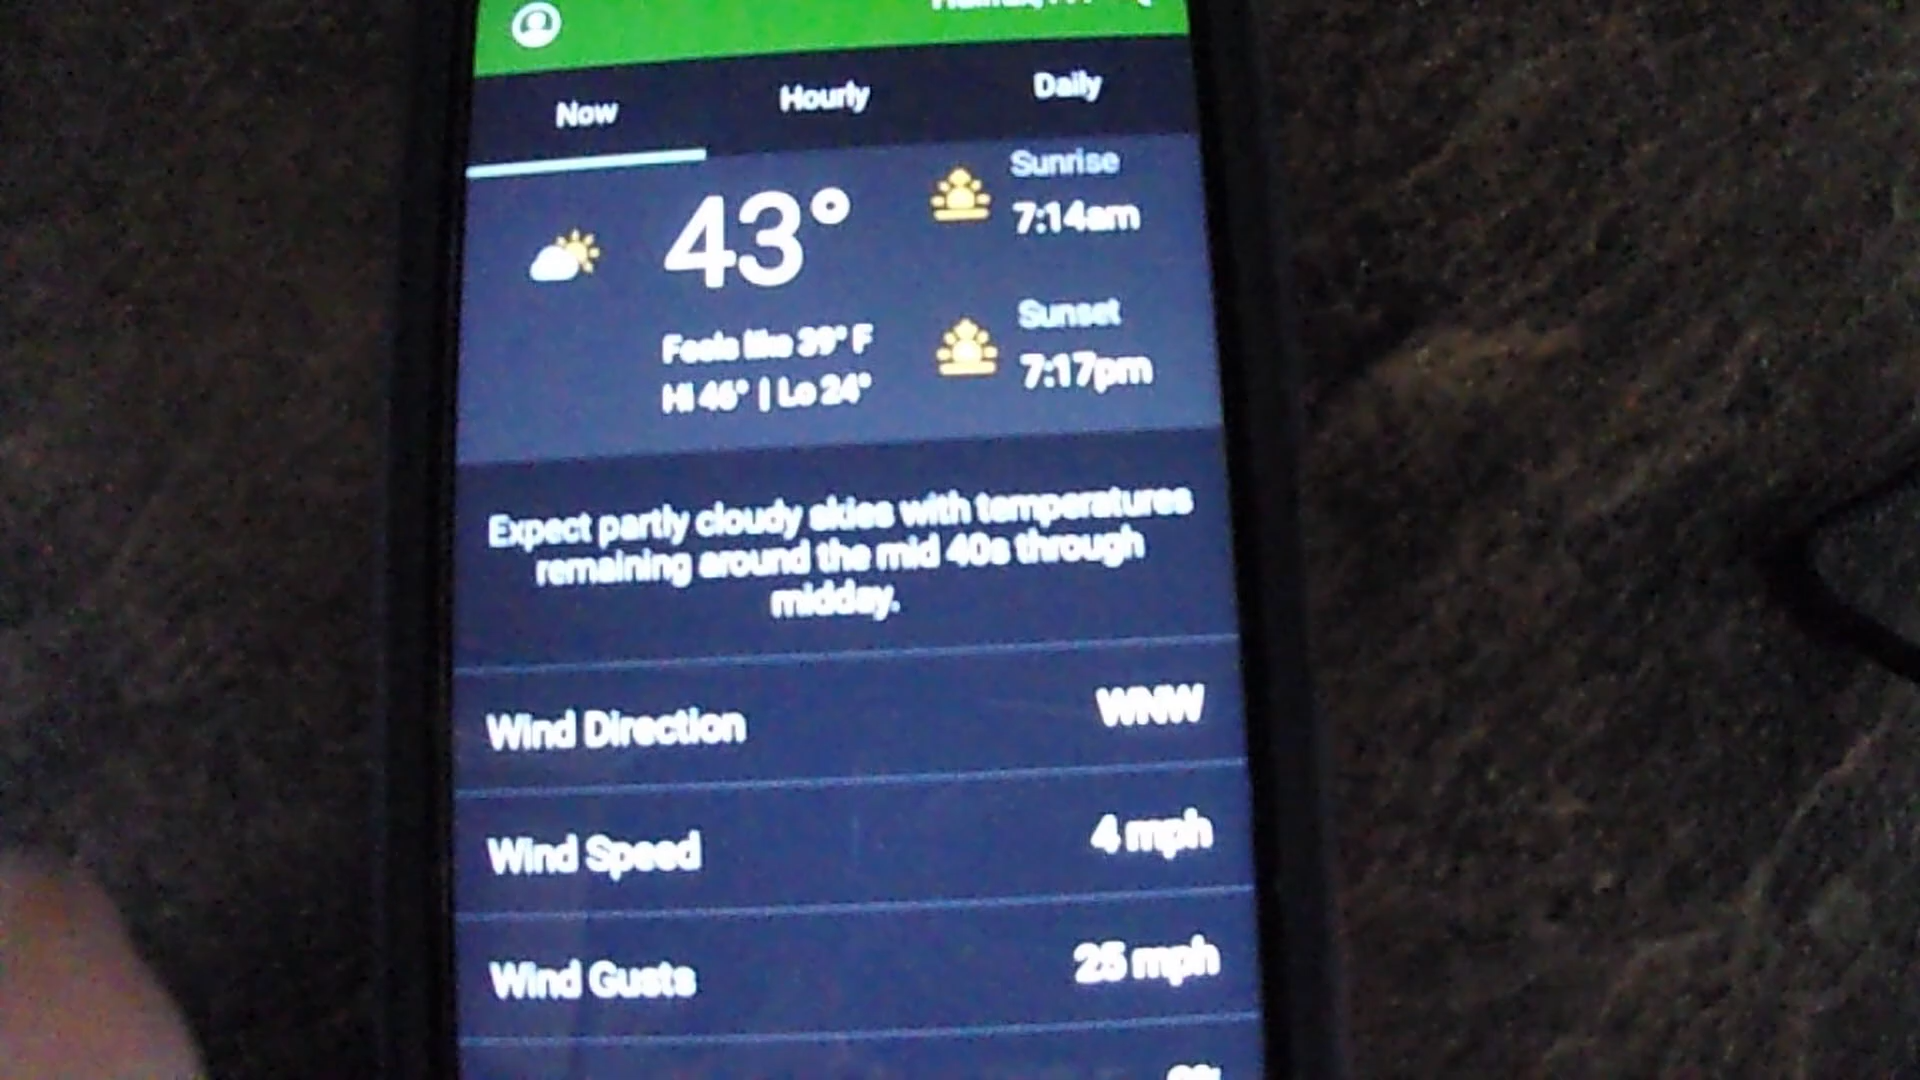 Now
Hourly
Daily
43°
Sunrise
7:14am
Feels like 39° F
Hi 46° | Lo 24°
Sunset
7:17pm
Expect partly cloudy skies with temperatures
remaining around the mid 40s through
midday.
Wind Direction
WNW
Wind Speed
4 mph
Wind Gusts
25 mph